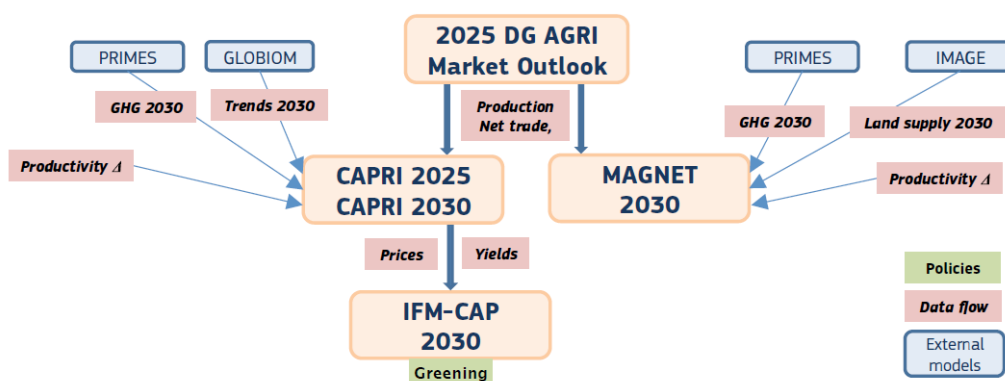 2025 DG AGRI
Market Outlook
PRIMES
GLOBIOM
PRIMES
IMAGE
GHG 2030
Trends 2030
Production
Net trade,
GHG 2030
Land supply 2030
Productivity Δ
CAPRI 2025
CAPRI 2030
MAGNET
2030
Productivity Δ
Prices
Yields
IFM-CAP
2030
Greening
Policies
Data flow
External
models